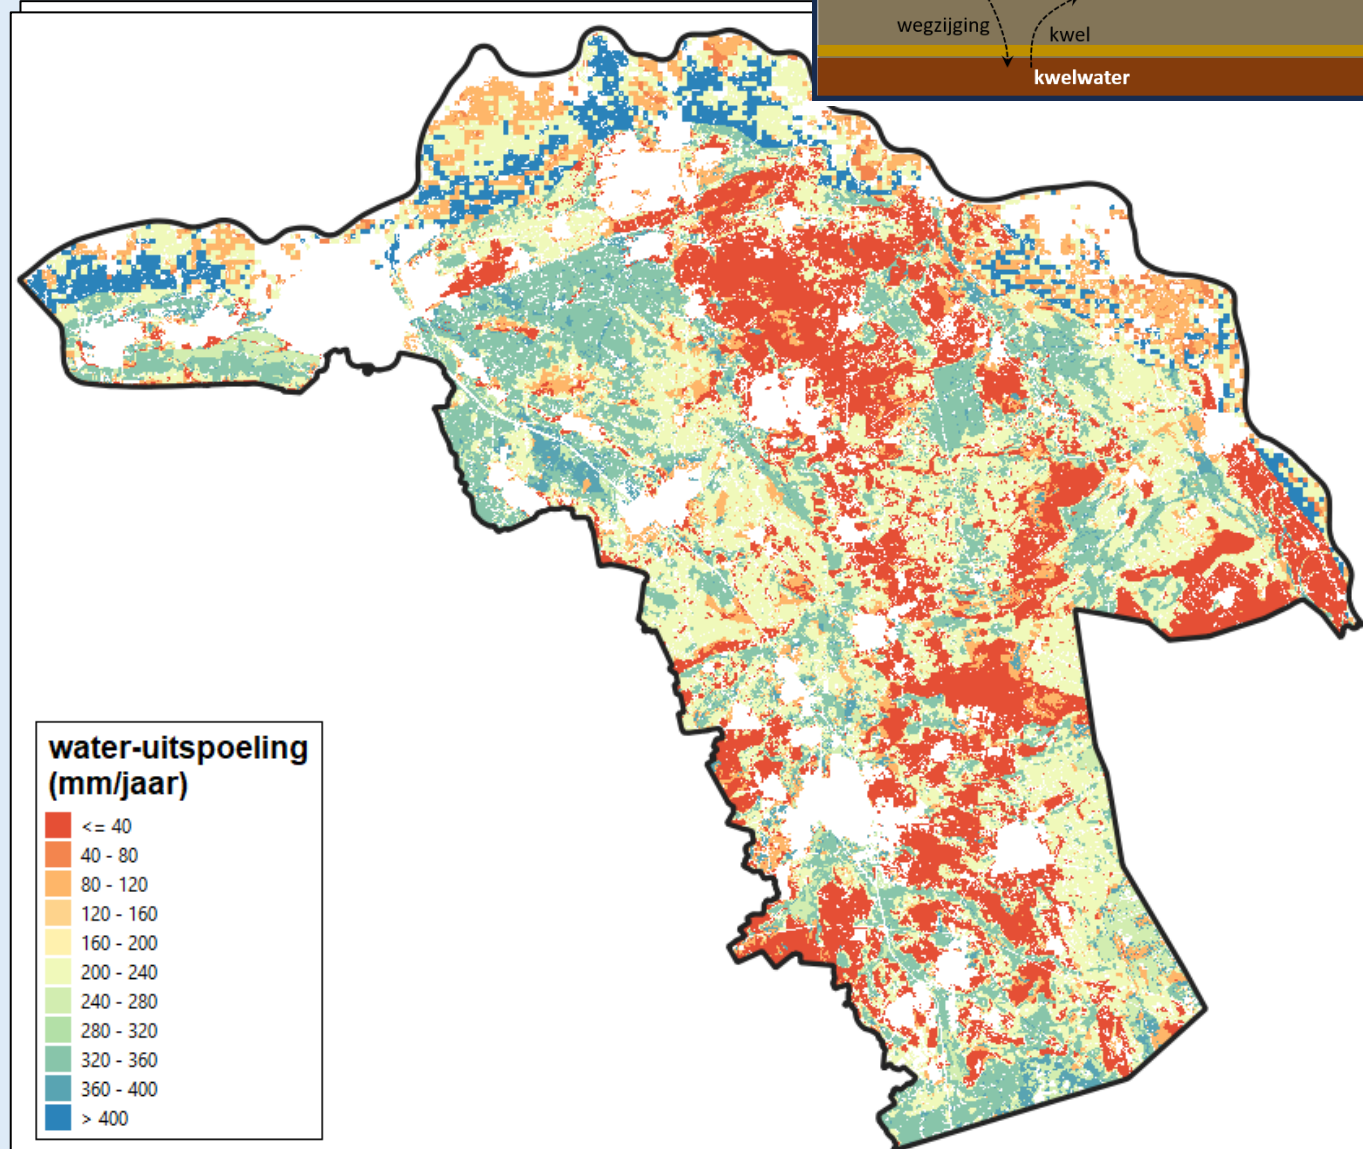 wegzijging
kwel
kwelwater
water-uitspoeling
(mm/jaar)
<= 40
40 - 80
80 - 120
120 - 160
160 - 200
200 - 240
240 - 280
280 - 320
320 - 360
360 - 400
> 400